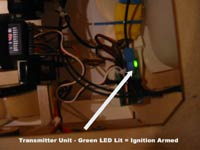 Transmitter Unit - Green LED Lit = Ignition Armed